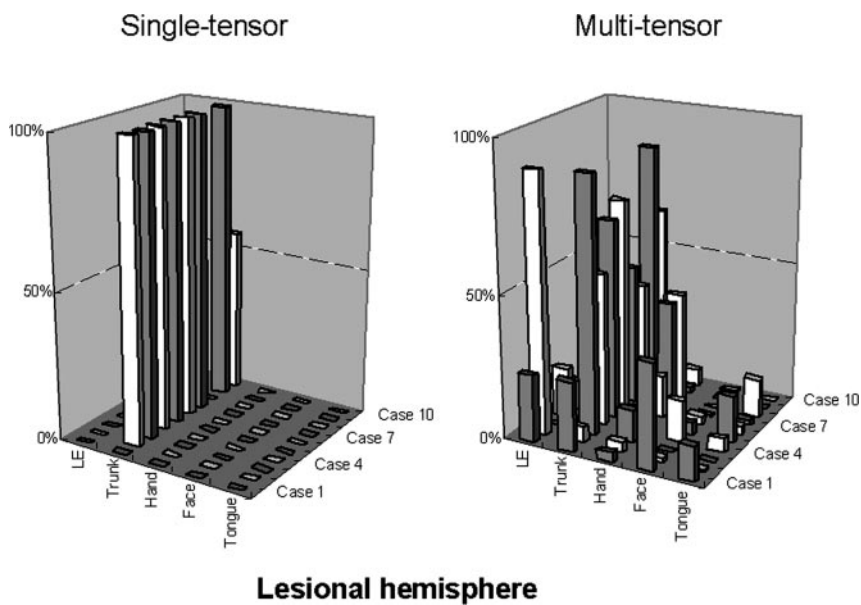 Single-tensor
Multi-tensor
100%
50%
0%
LE
Trunk
Hand
Face
Tongue
Case 1
Case 4
Case 7
Case 10
100%
50%
0%
LE
Trunk
Hand
Face
Tongue
Case 1
Case 4
Case 7
Case 10
Lesional hemisphere